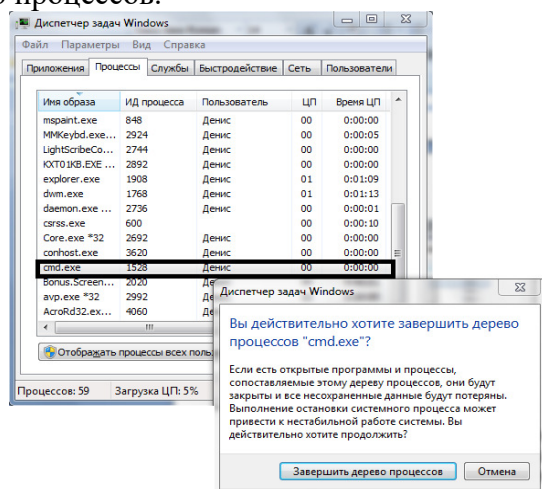 процессов.
Диспетчер задач Windows
Файл Параметры Вид Справка
Приложения Процессы Службы Быстродействие Сеть Пользователи
Имя образа ИД процесса Пользователь ЦП Время ЦП
mspaint.exe 848 Денис 00 0:00:00
MMKeybd.exe... 2924 Денис 00 0:00:05
LightScribeCo... 2744 Денис 00 0:00:00
KXT01KB.EXE ... 2892 Денис 00 0:00:00
explorer.exe 1908 Денис 01 0:01:09
dwm.exe 1768 Денис 01 0:01:13
daemon.exe ... 2736 Денис 00 0:00:01
csrss.exe 600 00 0:00:10
Core.exe *32 2692 Денис 00 0:00:00
conhost.exe 3620 Денис 00 0:00:00
cmd.exe 1528 Денис 00 0:00:00
Bonus.Screen... 2020
avp.exe *32 2992
AcroRd32.ex... 4060
Отображать процессы всех
Процессов: 59 Загрузка ЦП: 5%
Диспетчер задач Windows
Вы действительно хотите завершить дерево
процессов "cmd.exe"?
Если есть открытые программы и процессы,
сопоставляемые этому дереву процессов, они будут
закрыты и все несохраненные данные будут потеряны.
Выполнение остановки системного процесса может
привести к нестабильной работе системы. Вы
действительно хотите продолжить?
Завершить дерево процессов Отмена